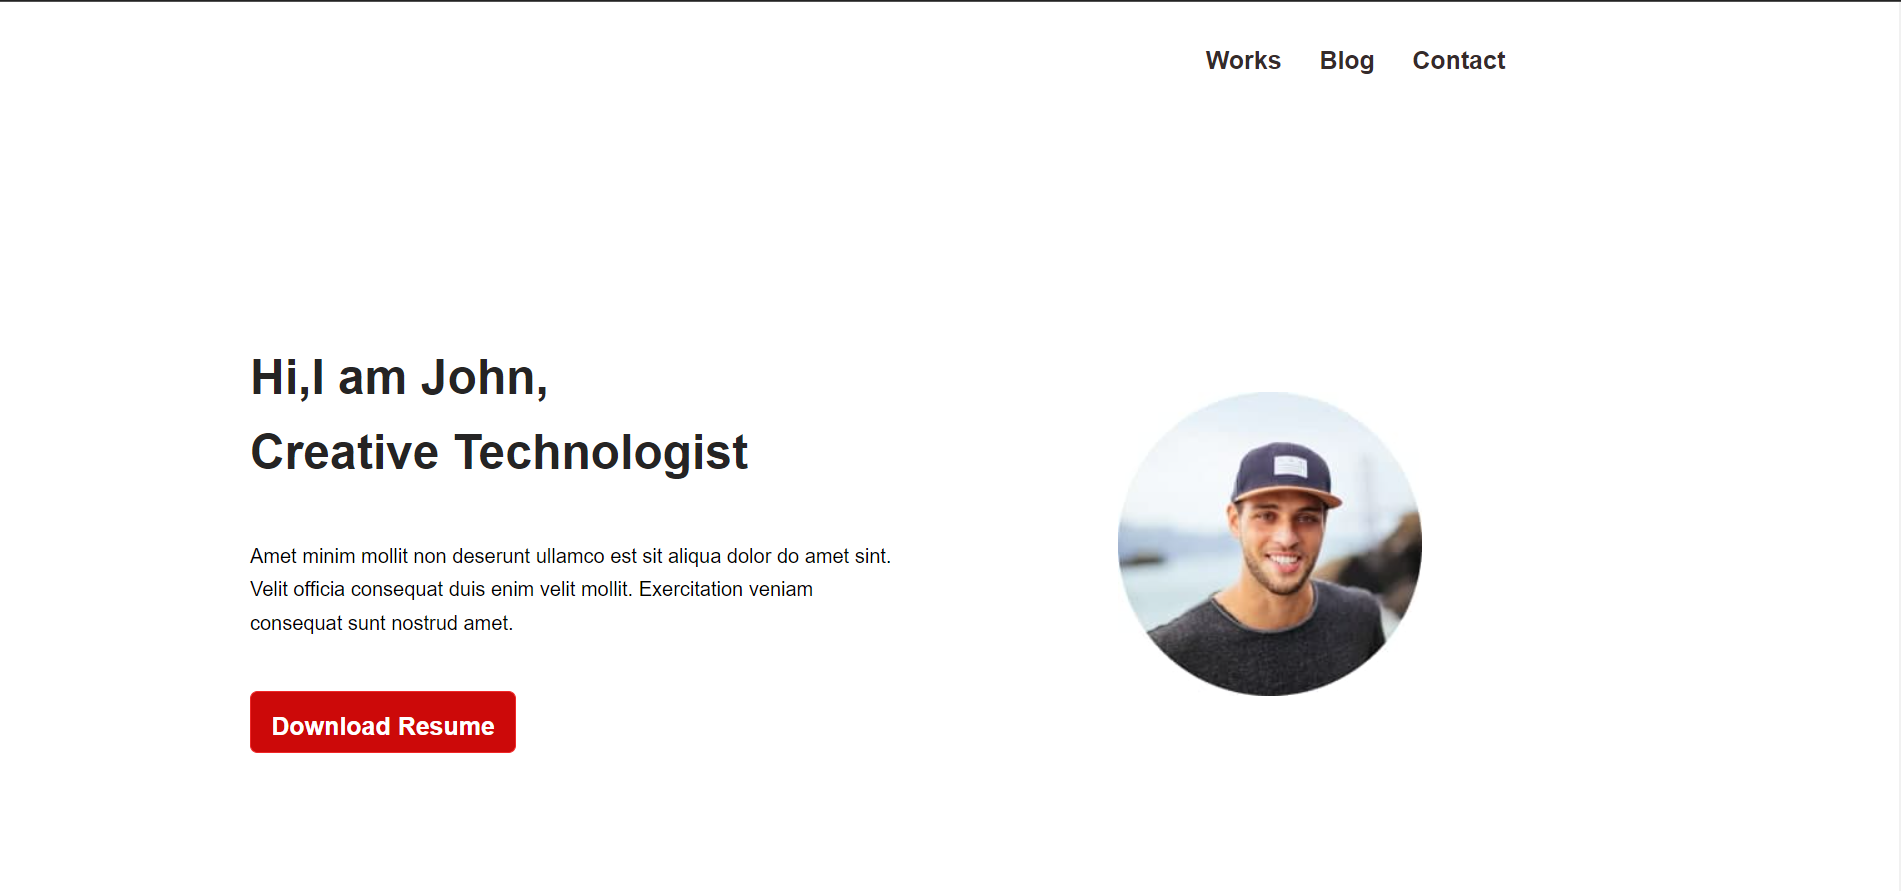 Works Blog Contact
Hi,I am John,
Creative Technologist
Amet minim mollit non deserunt ullamco est sit aliqua dolor do amet sint.
Velit officia consequat duis enim velit mollit. Exercitation veniam
consequat sunt nostrud amet.
Download Resume